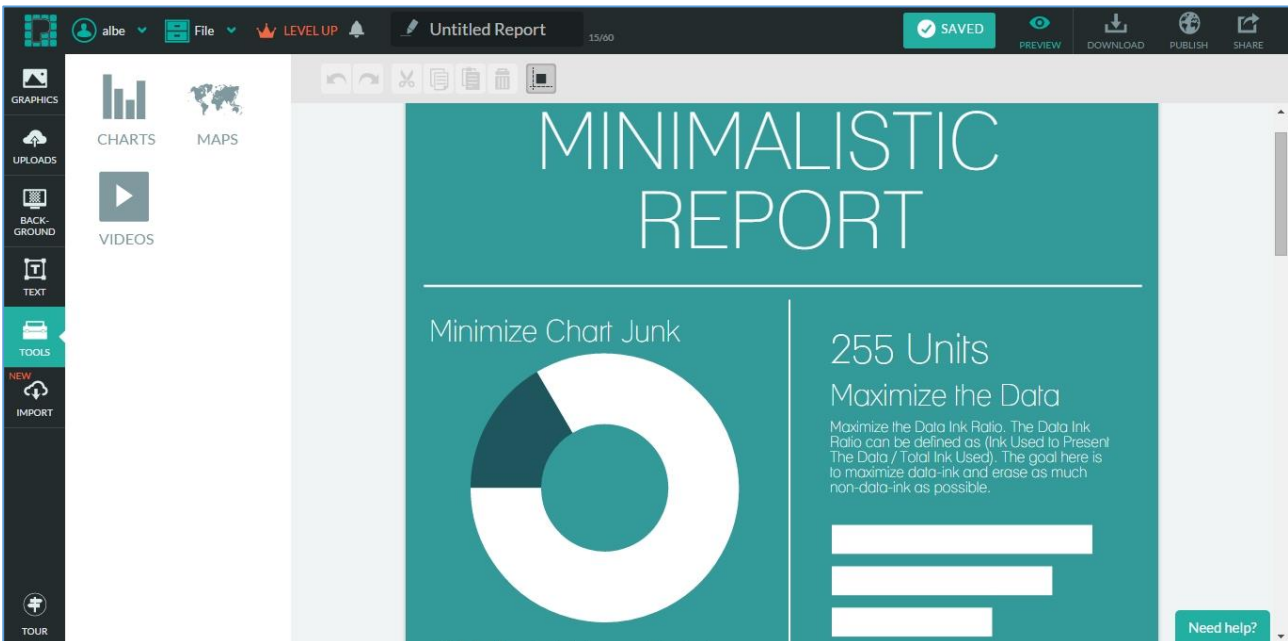 albe
File
LEVEL UP
Untitled Report
15/60
SAVED
PREVIEW
DOWNLOAD
PUBLISH
SHARE
GRAPHICS
UPLOADS
BACK-
GROUND
TEXT
TOOLS
NEW
IMPORT
TOUR
CHARTS
MAPS
VIDEOS
MINIMALISTIC
REPORT
Minimize Chart Junk
255 Units
Maximize the Data
Maximize the Data Ink Ratio. The Data Ink
Ratio can be defined as (Ink Used to Present
The Data / Total Ink Used). The goal here is
to maximize data-ink and erase as much
non-data-ink as possible.
Need help?